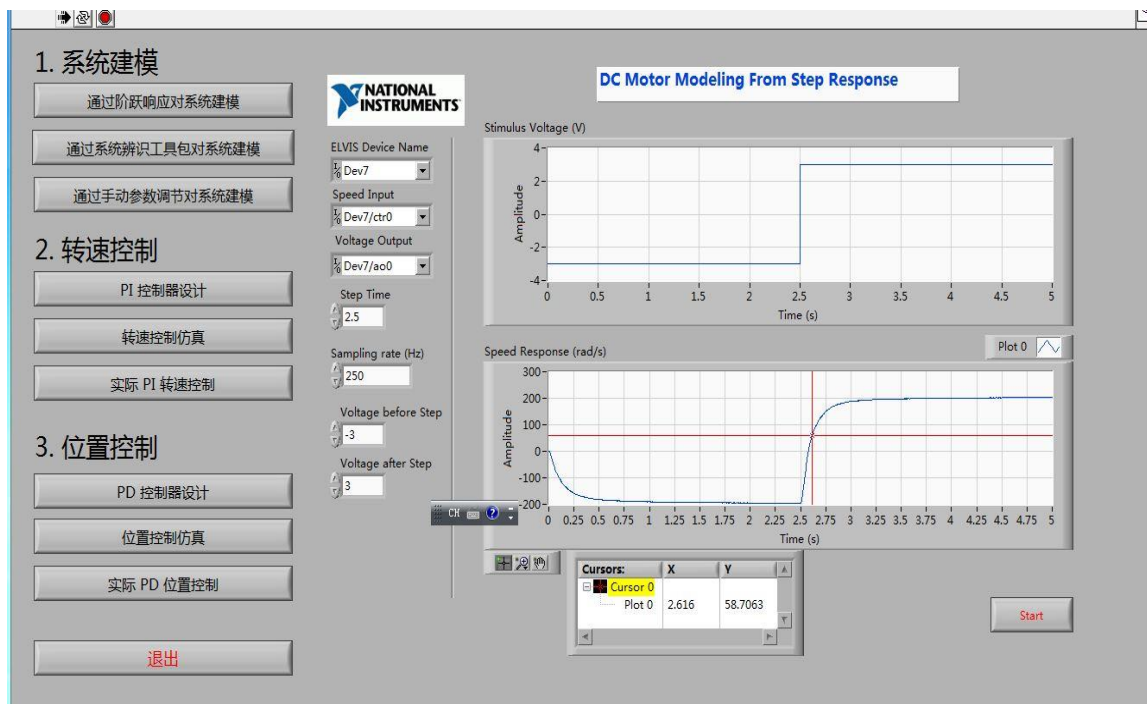 1. 系统建模
通过阶跃响应对系统建模
通过系统辨识工具包对系统建模
通过手动参数调节对系统建模
2. 转速控制
PI 控制器设计
转速控制仿真
实际 PI 转速控制
3. 位置控制
PD 控制器设计
位置控制仿真
实际 PD 位置控制
退出
NATIONAL
INSTRUMENTS
ELVIS Device Name
Dev7
Speed Input
Dev7/ctr0
Voltage Output
Dev7/ao0
Step Time
2.5
Sampling rate (Hz)
250
Voltage before Step
-3
Voltage after Step
3
CH
DC Motor Modeling From Step Response
Stimulus Voltage (V)
Amplitude
4
2
0
-2
-4
0 0.5 1 1.5 2 2.5 3 3.5 4 4.5 5
Time (s)
Speed Response (rad/s)
Plot 0
Amplitude
300
200
100
0
-100
-200
0 0.25 0.5 0.75 1 1.25 1.5 1.75 2 2.25 2.5 2.75 3 3.25 3.5 3.75 4 4.25 4.5 4.75 5
Time (s)
Cursors: X Y
Cursor 0
Plot 0 2.616 58.7063
Start